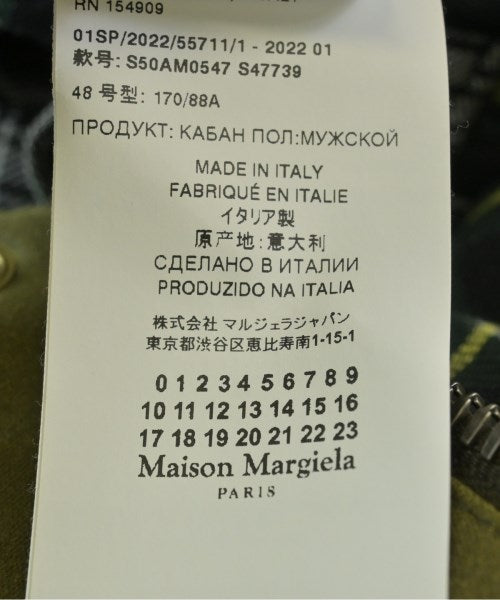 RN 154909
01SP/2022/55711/1 - 2022 01
款号: S50AM0547 S47739
48 号型: 170/88A
ПРОДУКТ: КАБАН ПОЛ:МУЖСКОЙ
MADE IN ITALY
FABRIQUÉ EN ITALIE
イタリア製
原产地:意大利
СДЕЛАНО В ИТАЛИИ
PRODUZIDO NA ITALIA
株式会社 マルジェラジャパン
東京都渋谷区恵比寿南1-15-1
0 1 2 3 4 5 6 7 8 9
10 11 12 13 14 15 16
17 18 19 20 21 22 23
Maison Margiela
PARIS